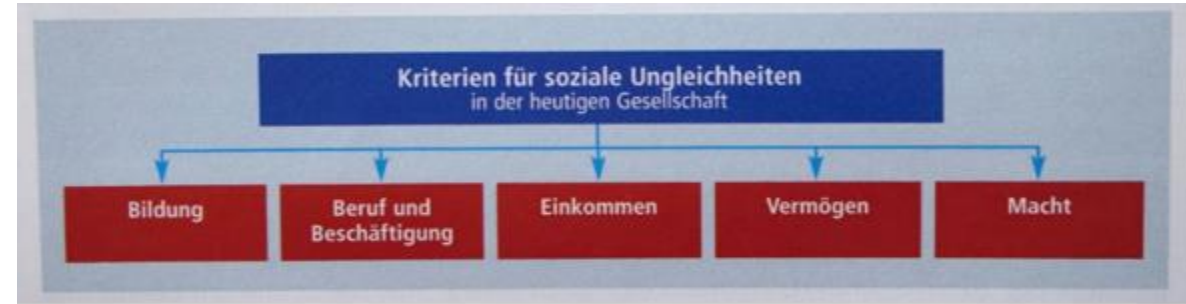 Kriterien für soziale Ungleichheiten
in der heutigen Gesellschaft
Bildung
Beruf und
Beschäftigung
Einkommen
Vermögen
Macht